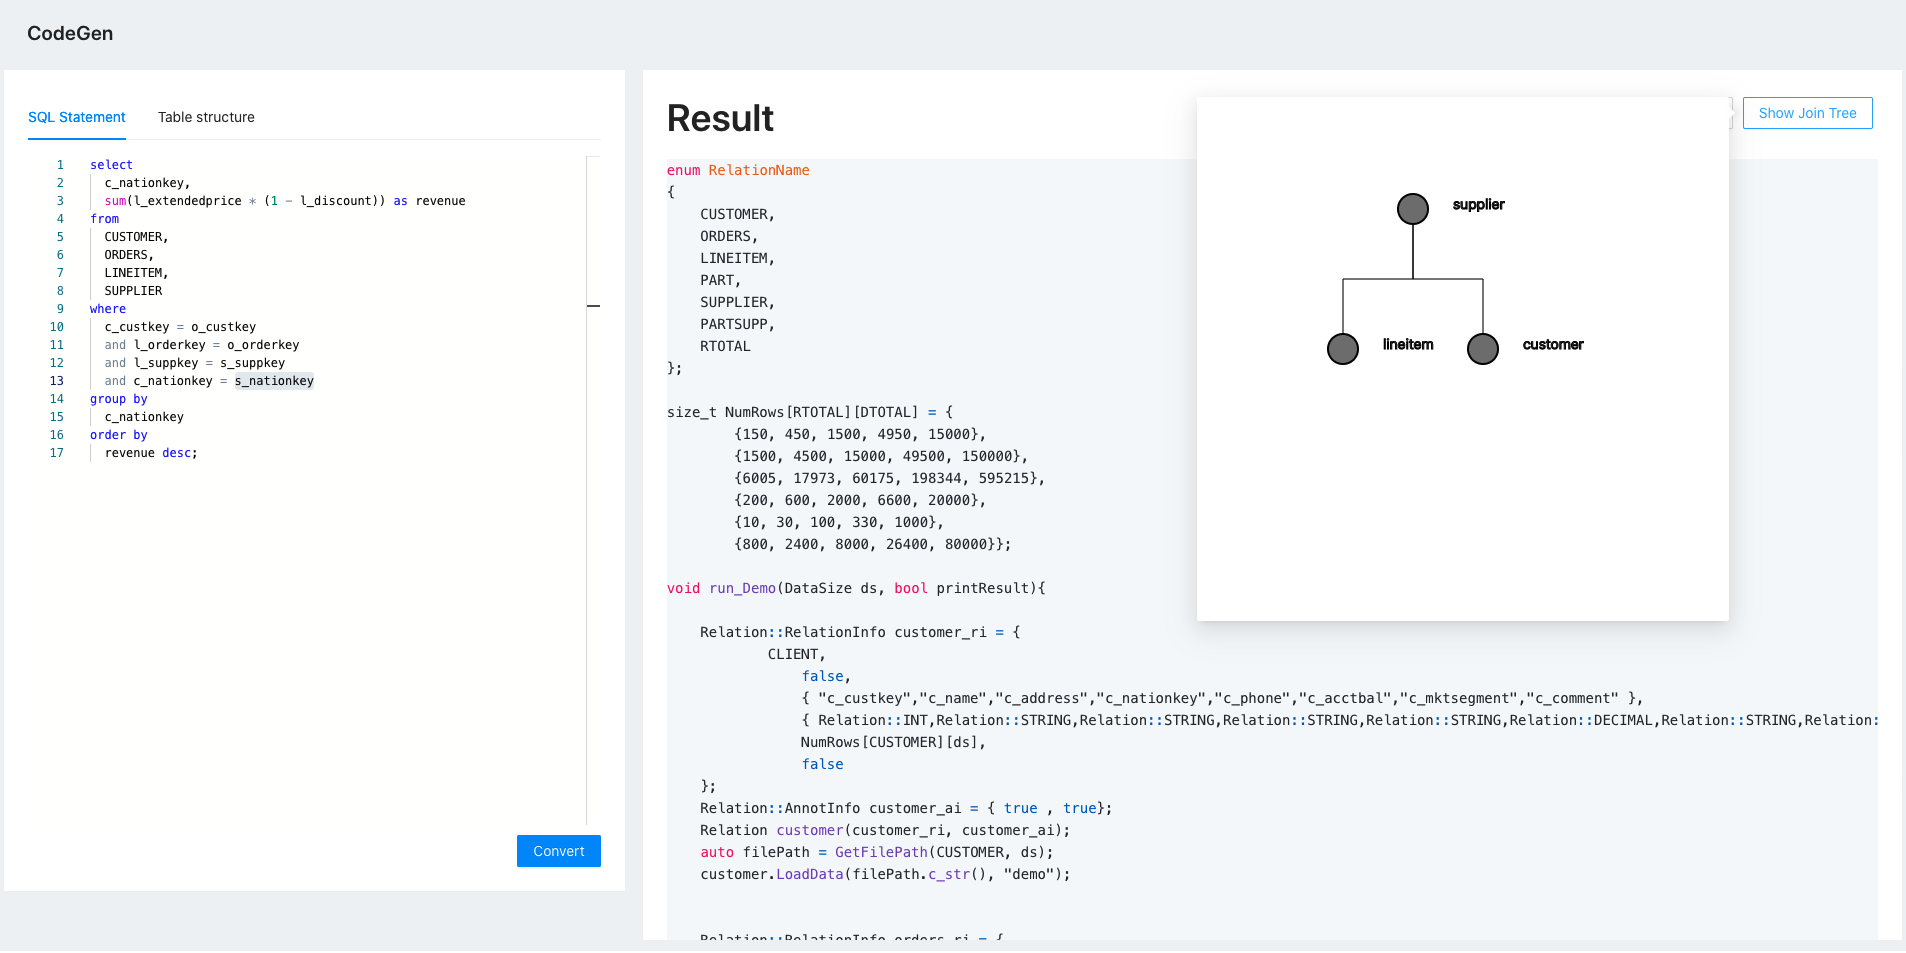 CodeGen
SQL Statement
Table structure
1 select
2 c_nationkey,
3 sum(l_extendedprice * (1 - l_discount)) as revenue
4 from
5 CUSTOMER,
6 ORDERS,
7 LINEITEM,
8 SUPPLIER
9 where
10 c_custkey = o_custkey
11 and l_orderkey = o_orderkey
12 and l_suppkey = s_suppkey
13 and c_nationkey = s_nationkey
14 group by
15 c_nationkey
16 order by
17 revenue desc;
Convert
Result
Show Join Tree
enum RelationName
{
CUSTOMER,
ORDERS,
LINEITEM,
PART,
SUPPLIER,
PARTSUPP,
RTOTAL
};
size_t NumRows[RTOTAL][DTOTAL] = {
{150, 450, 1500, 4950, 15000},
{1500, 4500, 15000, 49500, 150000},
{6005, 17973, 60175, 198344, 595215},
{200, 600, 2000, 6600, 20000},
{10, 30, 100, 330, 1000},
{800, 2400, 8000, 26400, 80000}};
void run_Demo(DataSize ds, bool printResult){
Relation::RelationInfo customer_ri = {
CLIENT,
false,
{ "c_custkey","c_name","c_address","c_nationkey","c_phone","c_acctbal","c_mktsegment","c_comment" },
{ Relation::INT,Relation::STRING,Relation::STRING,Relation::STRING,Relation::STRING,Relation::DECIMAL,Relation::STRING,Relation:
NumRows[CUSTOMER][ds],
false
};
Relation::AnnotInfo customer_ai = { true , true};
Relation customer(customer_ri, customer_ai);
auto filePath = GetFilePath(CUSTOMER, ds);
customer.LoadData(filePath.c_str(), "demo");
Relation::RelationInfo orders_ri = {
supplier
lineitem
customer